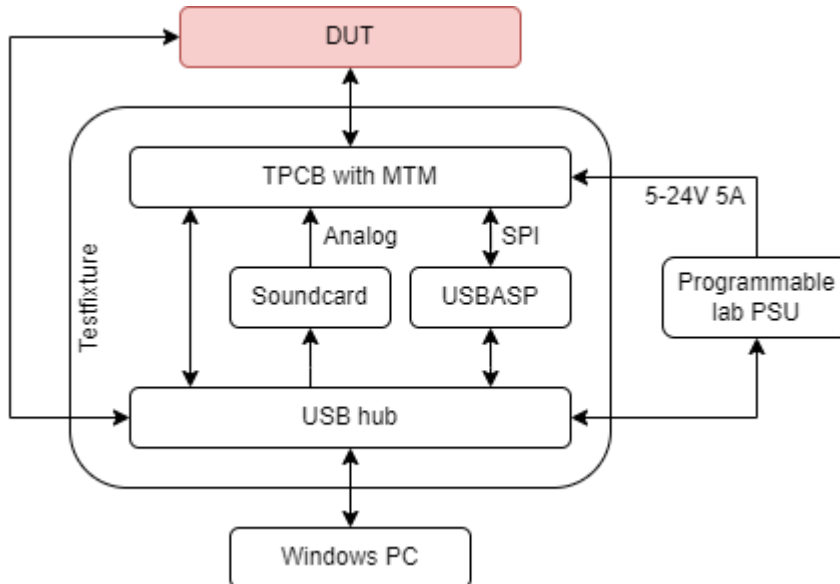 DUT
TPCB with MTM
5-24V 5A
Analog
SPI
Testfixture
Soundcard
USBASP
Programmable
lab PSU
USB hub
Windows PC